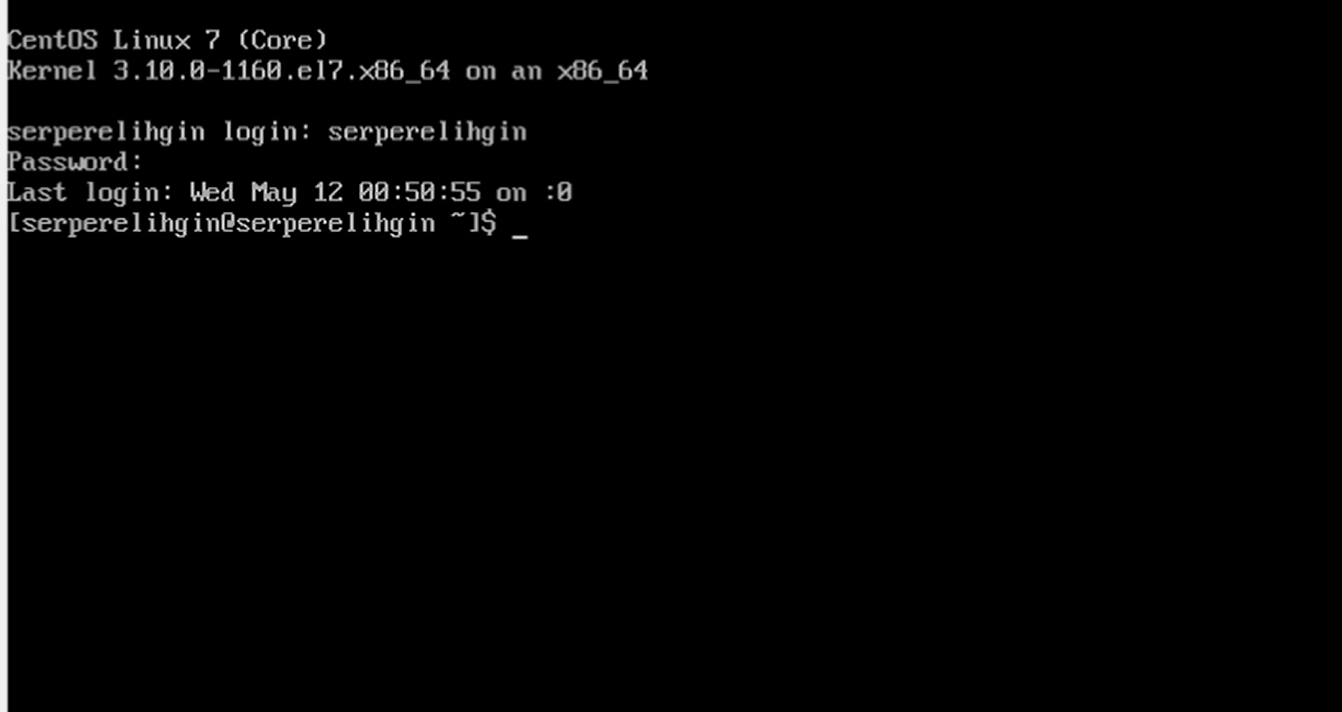 CentOS Linux 7 (Core)
Kernel 3.10.0-1160.el7.x86_64 on an x86_64
serperelihgin login: serperelihgin
Password:
Last login: Wed May 12 00:50:55 on :0
[serperelihgin@serperelihgin ~]$ _